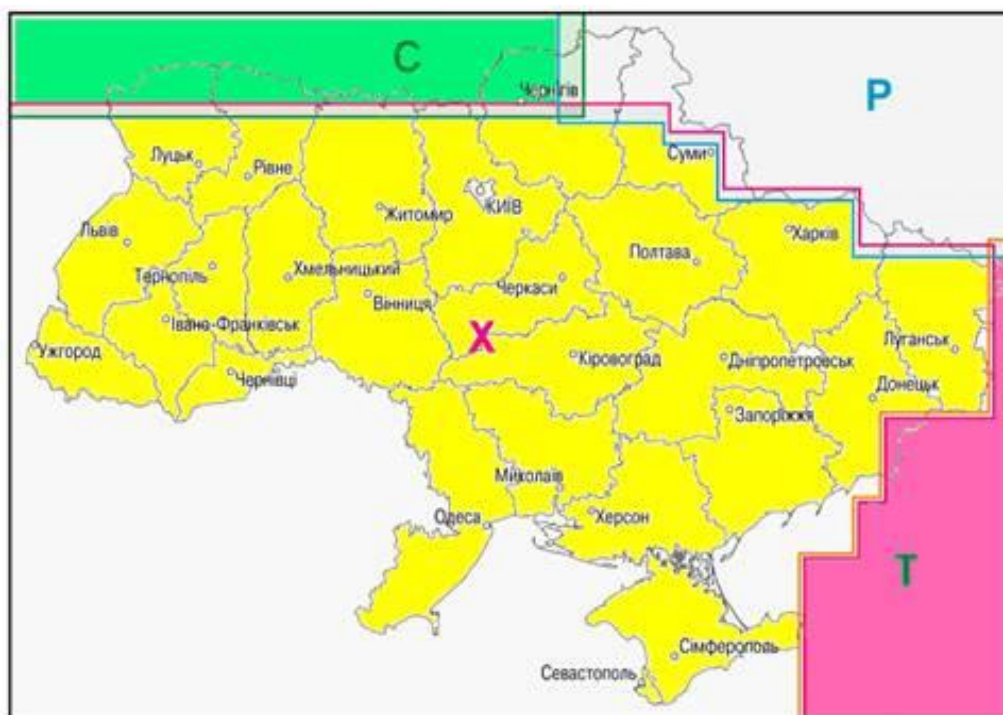 С
Р
Чернігів
Суми
Луцьк
Рівне
Житомир
КИЇВ
Львів
Полтава
Харків
Тернопіль
Хмельницький
Черкаси
Вінниця
Івано-Франківськ
Х
Луганськ
Ужгород
Кіровоград
Дніпропетровськ
Чернівці
Донецьк
Запоріжжя
Миколаїв
Одеса
Херсон
Т
Сімферополь
Севастополь